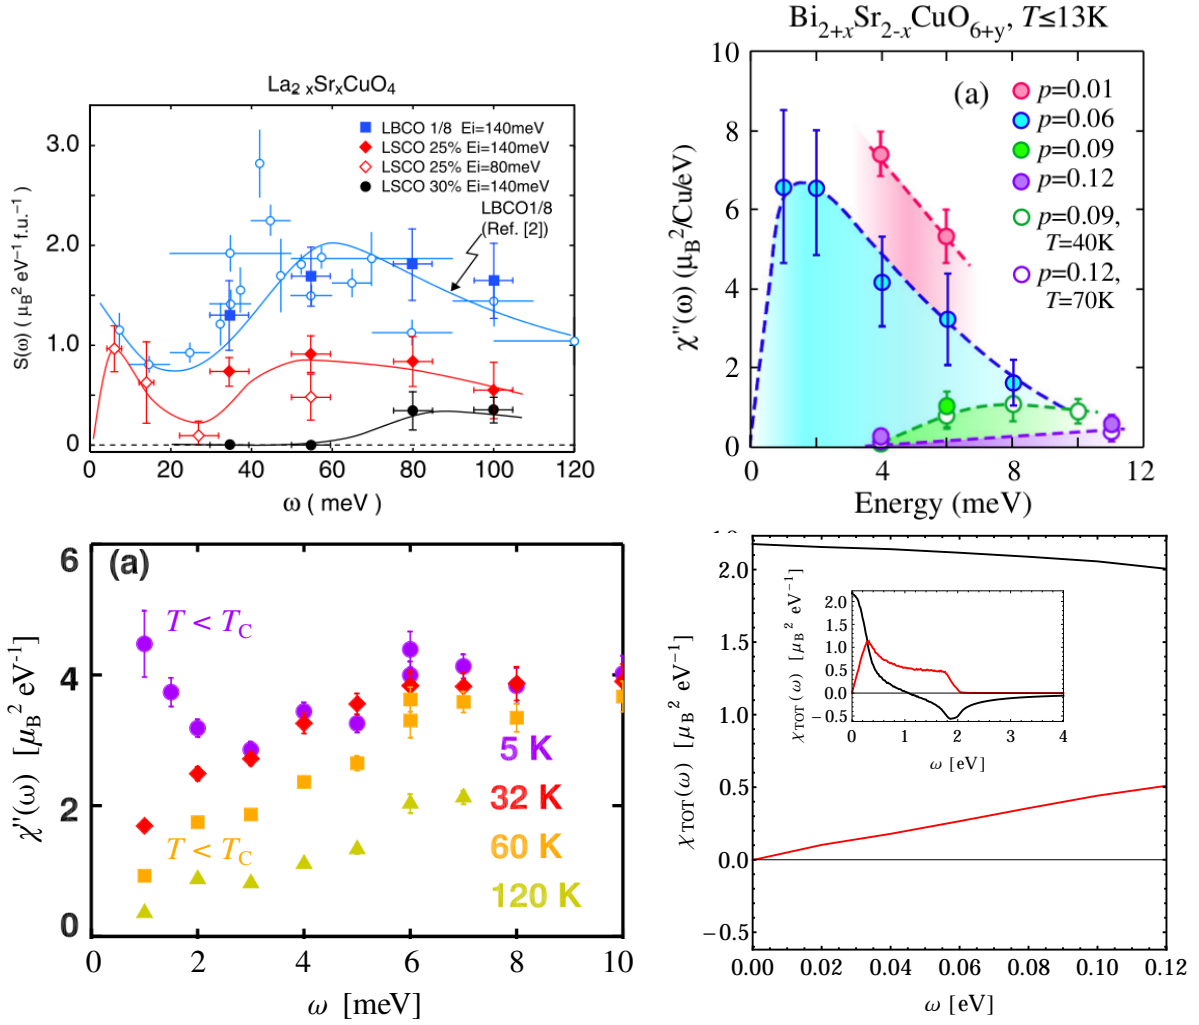 La₂ ₓSrₓCuO₄
3.0
2.0
1.0
0
S(ω) ( μB² eV⁻¹ f.u.⁻¹)
LBCO 1/8 Ei=140meV
LSCO 25% Ei=140meV
LSCO 25% Ei=80meV
LSCO 30% Ei=140meV
LBCO1/8
(Ref. [2])
0 20 40 60 80 100 120
ω ( meV )
Bi₂₊ₓSr₂₋ₓCuO₆₊y, T≤13K
(a)
10
8
6
4
2
0
χ"(ω) (μB²/Cu/eV)
p=0.01
p=0.06
p=0.09
p=0.12
p=0.09,
T=40K
p=0.12,
T=70K
0 4 8 12
Energy (meV)
(a)
6
4
2
0
χ"(ω) [μB² eV⁻¹]
T < TC
T < TC
5 K
32 K
60 K
120 K
0 2 4 6 8 10
ω [meV]
2.0
1.5
1.0
0.5
0.0
−0.5
χTOT(ω) [μB² eV⁻¹]
2.0
1.5
1.0
0.5
0.0
−0.5
χTOT(ω) [μB² eV⁻¹]
0 1 2 3 4
ω [eV]
0.00 0.02 0.04 0.06 0.08 0.10 0.12
ω [eV]